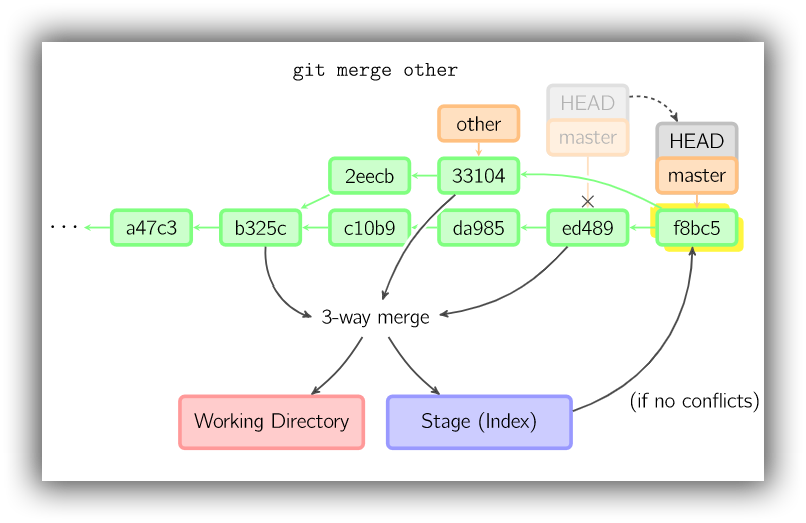 git merge other
HEAD
master
other
HEAD
master
2eecb
33104
...
a47c3
b325c
c10b9
da985
ed489
f8bc5
3-way merge
(if no conflicts)
Working Directory
Stage (Index)